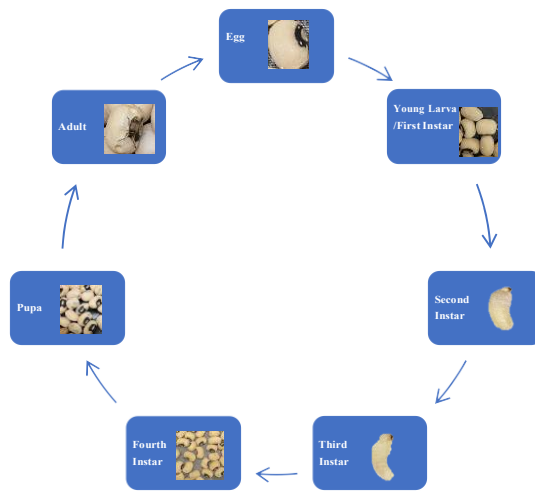 Egg
Young Larva
/First Instar
Second
Instar
Third
Instar
Fourth
Instar
Pupa
Adult